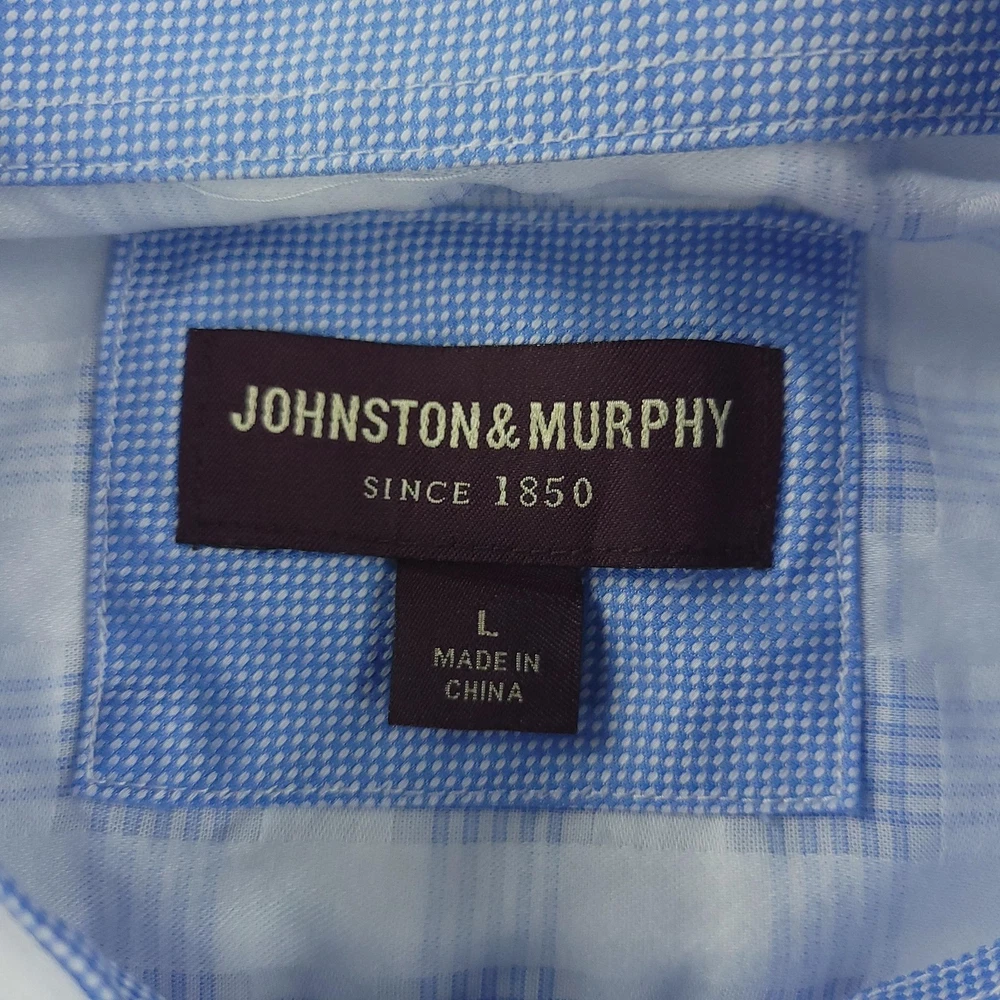 JOHNSTON & MURPHY
SINCE 1850
L
MADE IN
CHINA